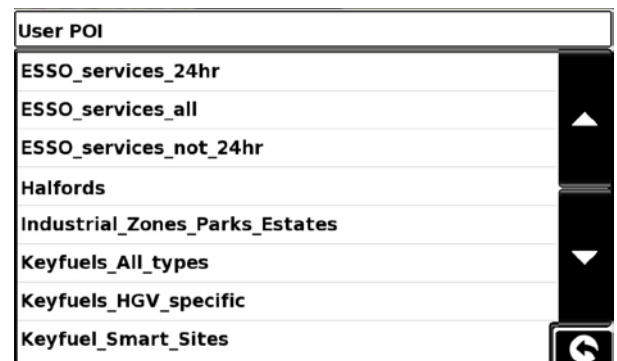 User POI
ESSO_services_24hr
ESSO_services_all
ESSO_services_not_24hr
Halfords
Industrial_Zones_Parks_Estates
Keyfuels_All_types
Keyfuels_HGV_specific
Keyfuel_Smart_Sites